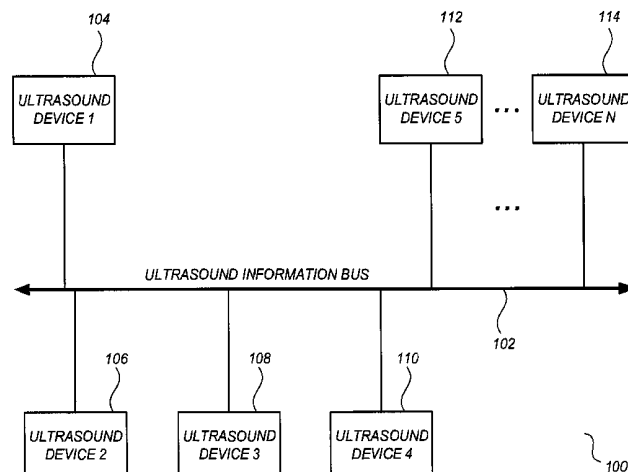 104
112
114
ULTRASOUND
DEVICE 1
ULTRASOUND
DEVICE 5
...
ULTRASOUND
DEVICE N
...
ULTRASOUND INFORMATION BUS
102
106
108
110
ULTRASOUND
DEVICE 2
ULTRASOUND
DEVICE 3
ULTRASOUND
DEVICE 4
100